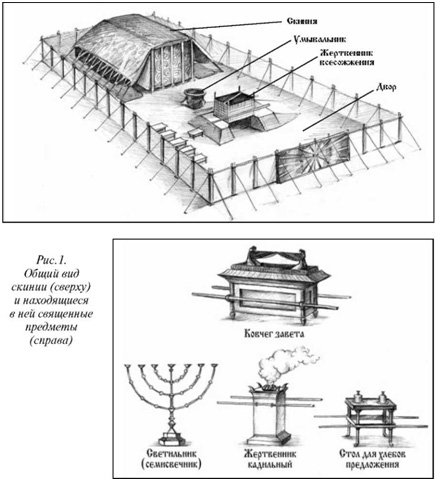 Скиния
Умывальник
Жертвенник
всесожжения
Двор
Рис.1.
Общий вид
скинии (сверху)
и находящиеся
в ней священные
предметы
(справа)
Ковчег завета
Светильник
(семисвечник)
Жертвенник
кадильный
Стол для хлебов
предложения